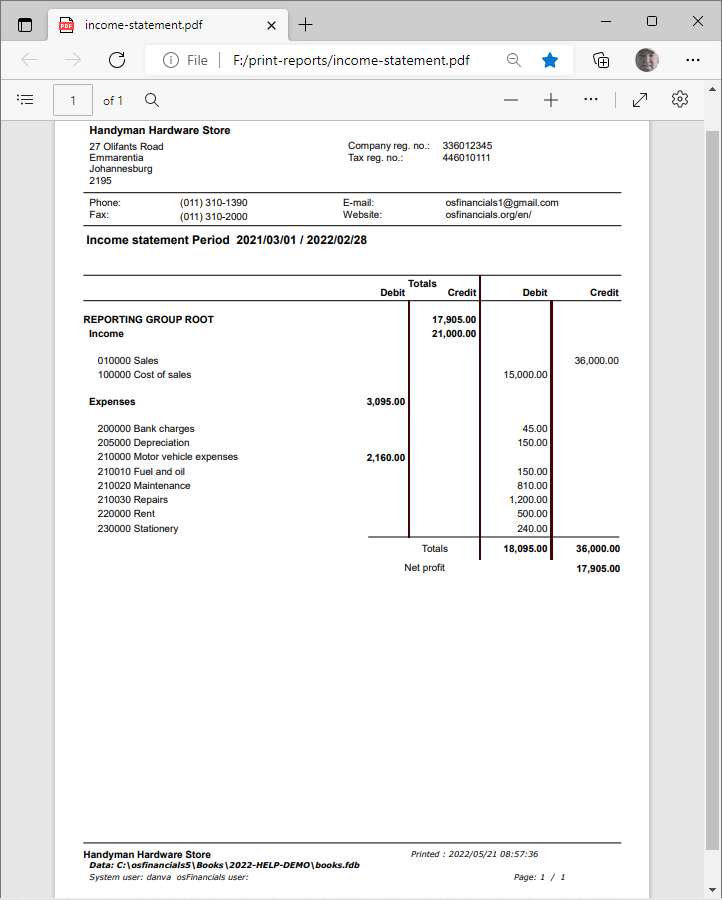 income-statement.pdf
File F:/print-reports/income-statement.pdf
1 of 1
Handyman Hardware Store
27 Olifants Road Company reg. no.: 336012345
Emmarentia Tax reg. no.: 446010111
Johannesburg
2195
Phone: (011) 310-1390 E-mail: osfinancials1@gmail.com
Fax: (011) 310-2000 Website: osfinancials.org/en/
Income statement Period 2021/03/01 / 2022/02/28
Totals
Debit Credit Debit Credit
REPORTING GROUP ROOT 17,905.00
Income 21,000.00
010000 Sales 36,000.00
100000 Cost of sales 15,000.00
Expenses 3,095.00
200000 Bank charges 45.00
205000 Depreciation 150.00
210000 Motor vehicle expenses 2,160.00
210010 Fuel and oil 150.00
210020 Maintenance 810.00
210030 Repairs 1,200.00
220000 Rent 500.00
230000 Stationery 240.00
Totals 18,095.00 36,000.00
Net profit 17,905.00
Handyman Hardware Store Printed : 2022/05/21 08:57:36
Data: C:\osfinancials5\Books\2022-HELP-DEMO\books.fdb
System user: danva osFinancials user: Page: 1 / 1